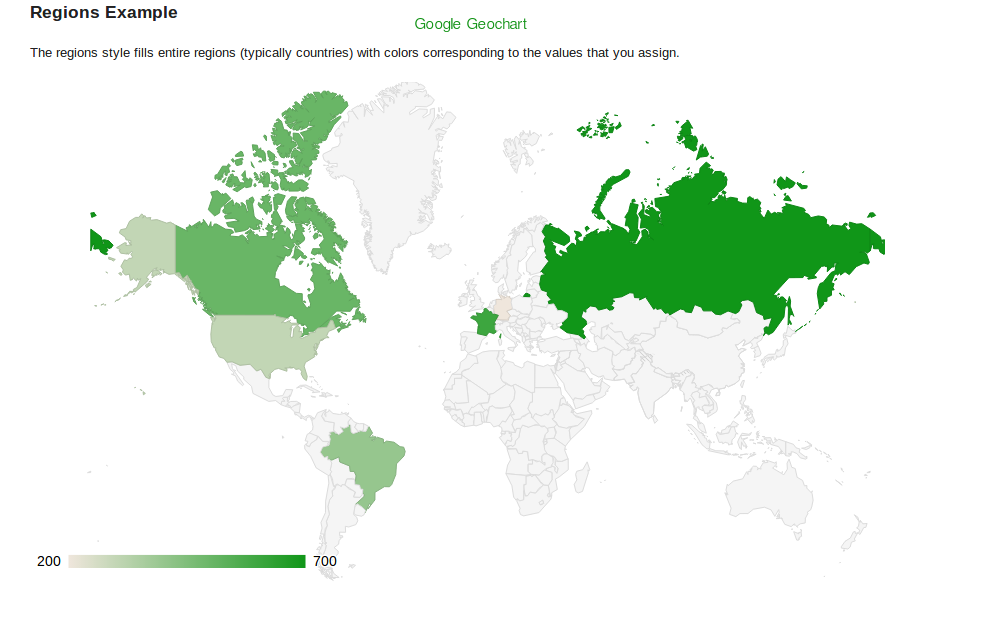 Regions Example
Google Geochart
The regions style fills entire regions (typically countries) with colors corresponding to the values that you assign.
200
700